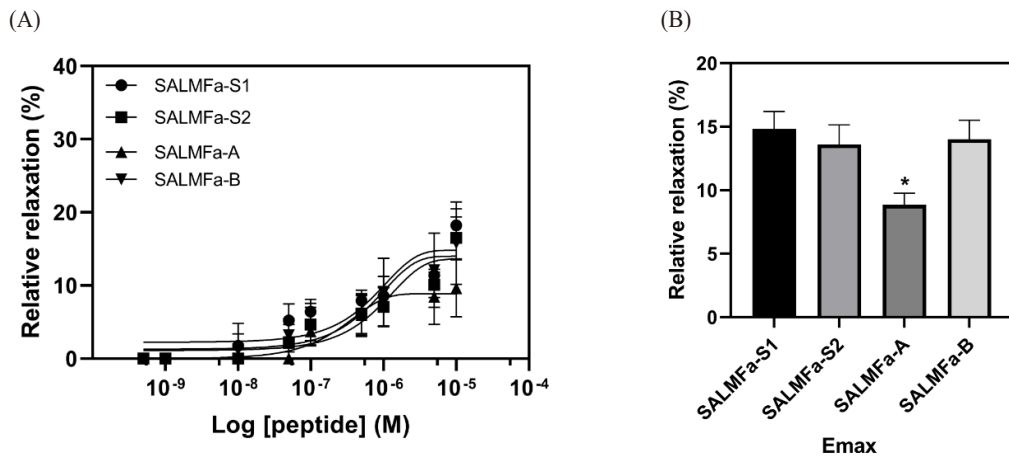 (A)
(B)
40
30
20
10
0
Relative relaxation (%)
SALMFa-S1
SALMFa-S2
SALMFa-A
SALMFa-B
10⁻⁹
10⁻⁸
10⁻⁷
10⁻⁶
10⁻⁵
10⁻⁴
Log [peptide] (M)
20
15
10
5
0
Relative relaxation (%)
*
SALMFa-S1
SALMFa-S2
SALMFa-A
SALMFa-B
Emax